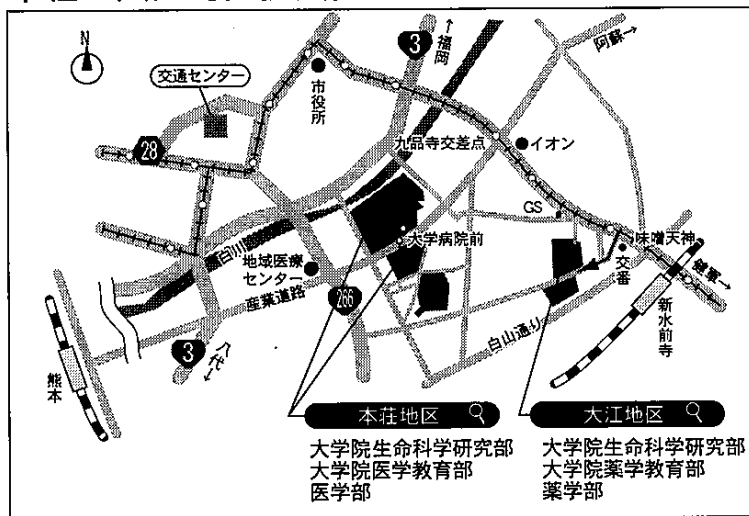 N
交通センター
市役所
3
←福岡
阿蘇→
28
九品寺交差点
イオン
GS
味噌天神
交番
健軍→
大学病院前
白川
地域医療
センター
産業道路
266
白山通り
新水前寺
熊本
3
八代←
本荘地区
大学院生命科学研究部
大学院医学教育部
医学部
大江地区
大学院生命科学研究部
大学院薬学教育部
薬学部